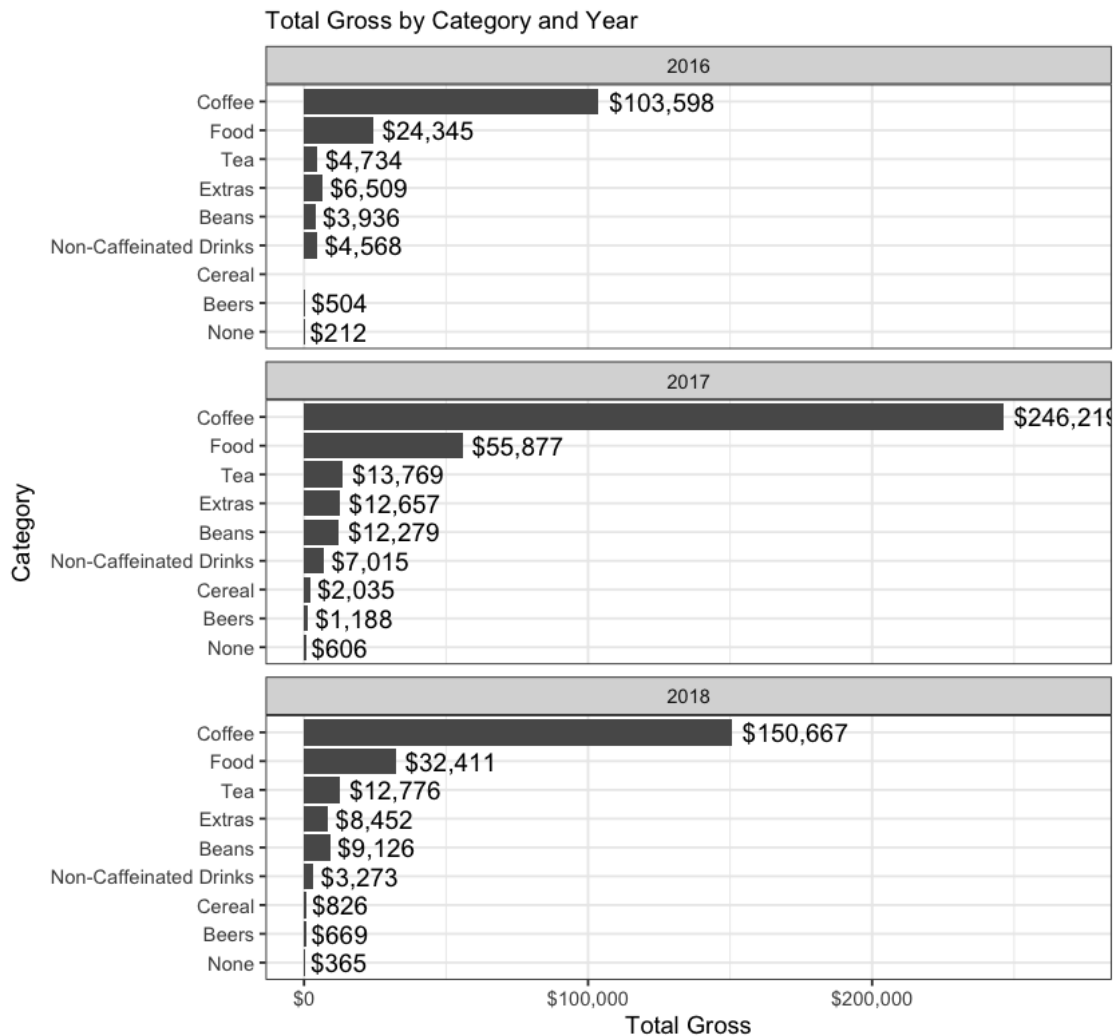 Total Gross by Category and Year
2016
Coffee $103,598
Food $24,345
Tea $4,734
Extras $6,509
Beans $3,936
Non-Caffeinated Drinks $4,568
Cereal
Beers $504
None $212
2017
Coffee $246,219
Food $55,877
Tea $13,769
Extras $12,657
Beans $12,279
Non-Caffeinated Drinks $7,015
Cereal $2,035
Beers $1,188
None $606
Category
2018
Coffee $150,667
Food $32,411
Tea $12,776
Extras $8,452
Beans $9,126
Non-Caffeinated Drinks $3,273
Cereal $826
Beers $669
None $365
$0 $100,000 $200,000
Total Gross